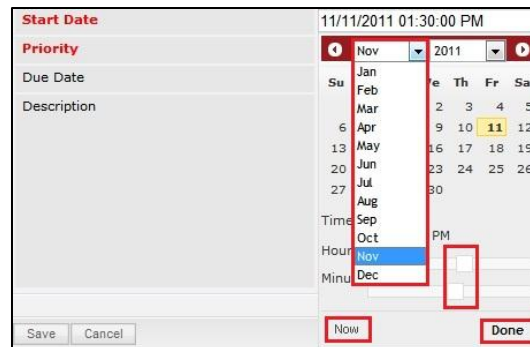 Start Date
11/11/2011 01:30:00 PM
Priority
Nov 2011
Due Date
Description
Su Th Fr Sa
Jan
Feb
Mar 2 3 4 5
6 Apr 9 10 11 12
13 May 16 17 18 19
20 Jun 23 24 25 26
27 Jul 30
Aug
Time Sep
Oct PM
Hour Nov
Minu Dec
Save Cancel
Now Done